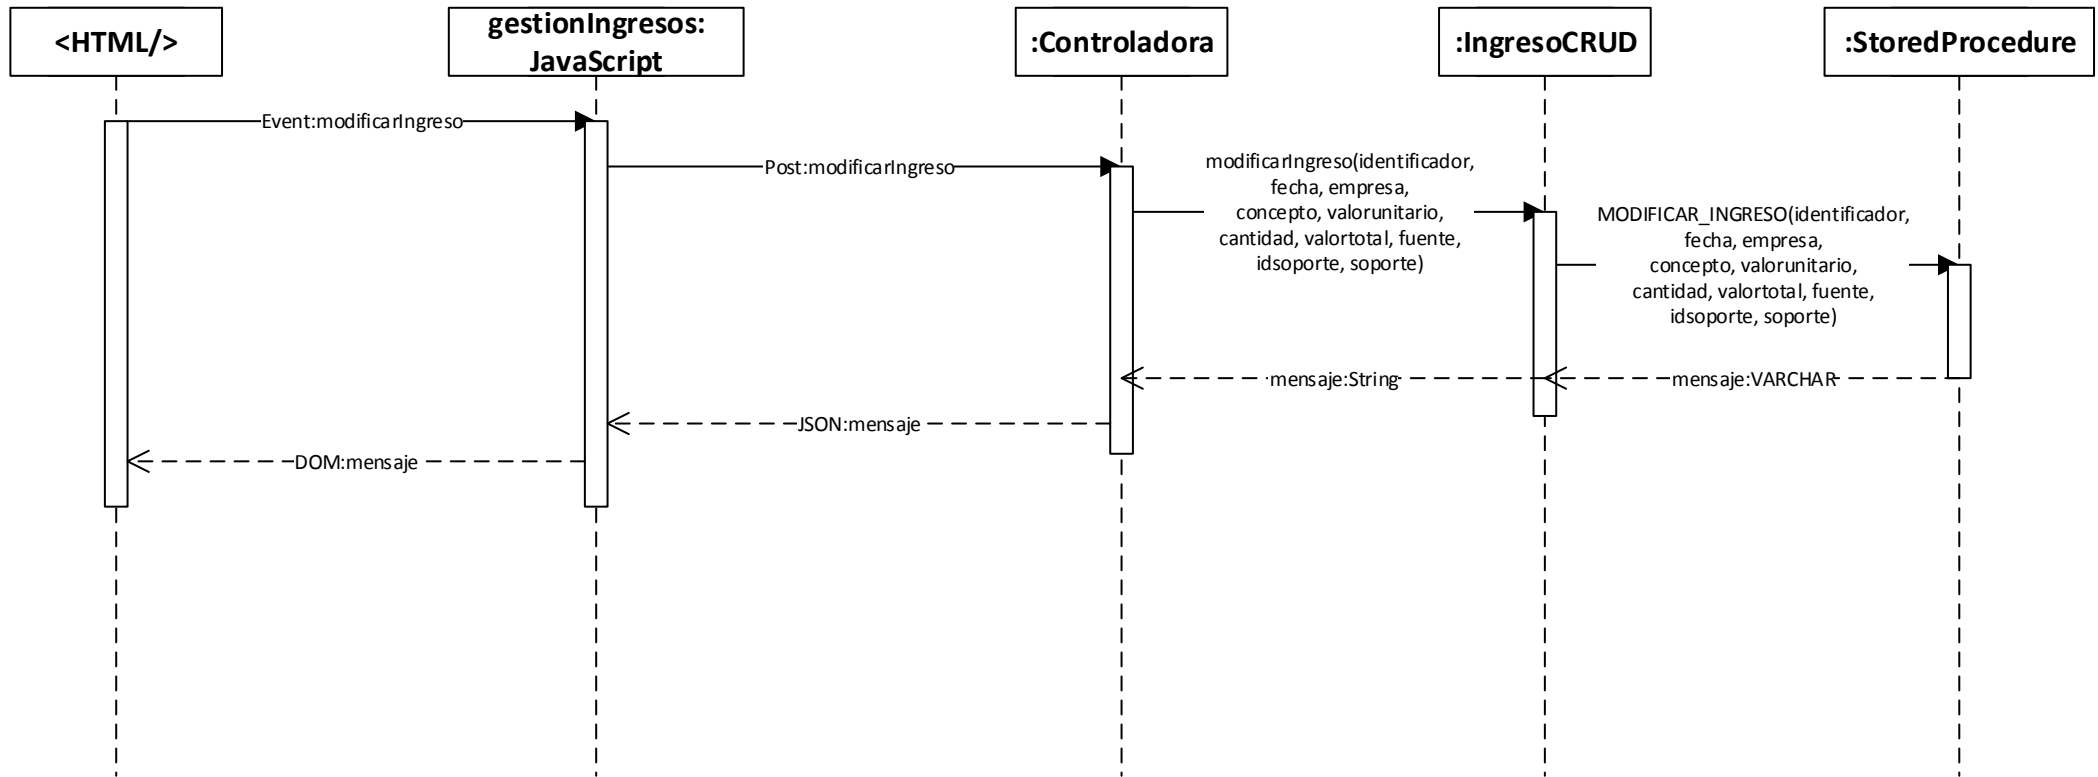 <HTML/>
gestionIngresos:
JavaScript
:Controladora
:IngresoCRUD
:StoredProcedure
Event:modificarIngreso
Post:modificarIngreso
modificarIngreso(identificador,
fecha, empresa,
concepto, valorunitario,
cantidad, valortotal, fuente,
idsoporte, soporte)
MODIFICAR_INGRESO(identificador,
fecha, empresa,
concepto, valorunitario,
cantidad, valortotal, fuente,
idsoporte, soporte)
mensaje:String
mensaje:VARCHAR
JSON:mensaje
DOM:mensaje